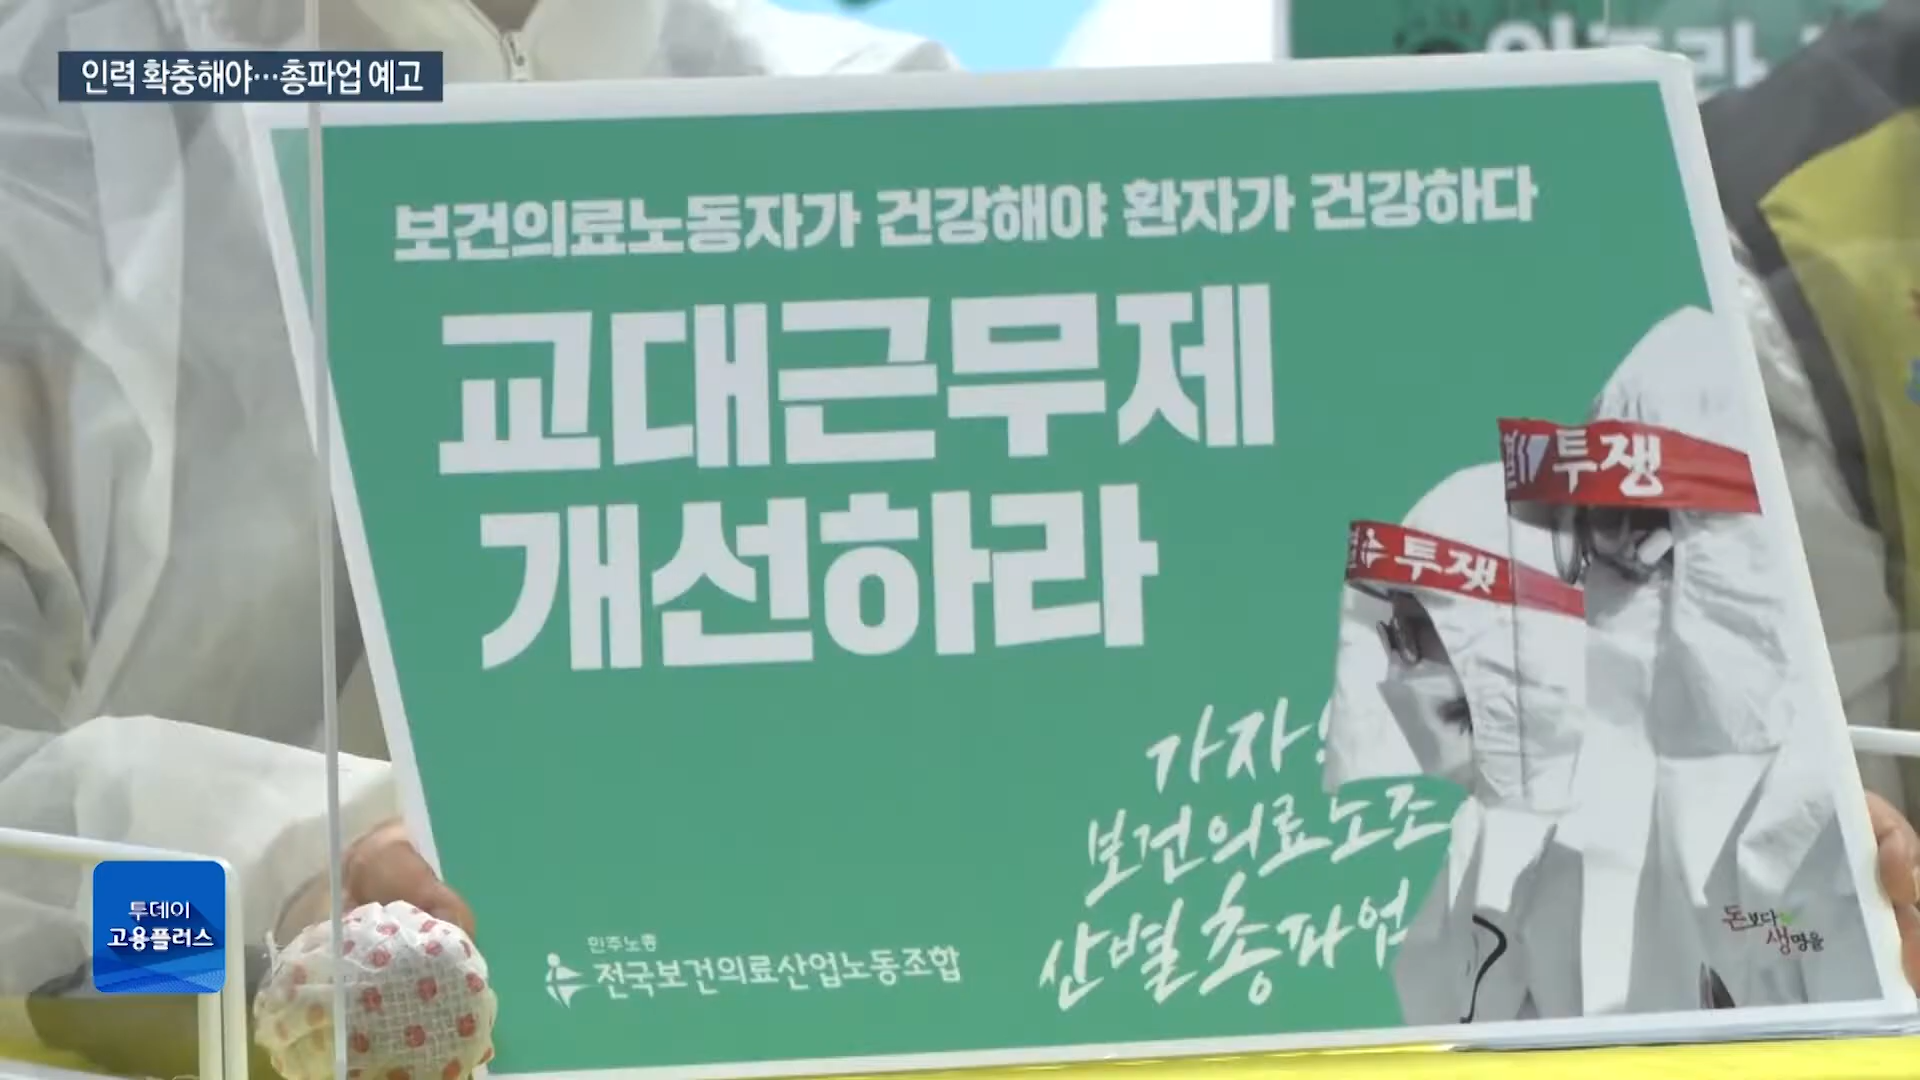 인력 확충해야…총파업 예고
보건의료노동자가 건강해야 환자가 건강하다
교대근무제
개선하라
투쟁
투쟁
가자!
보건의료노조
산별총파업
민주노총
전국보건의료산업노동조합
돈보다
생명을
투데이
고용플러스